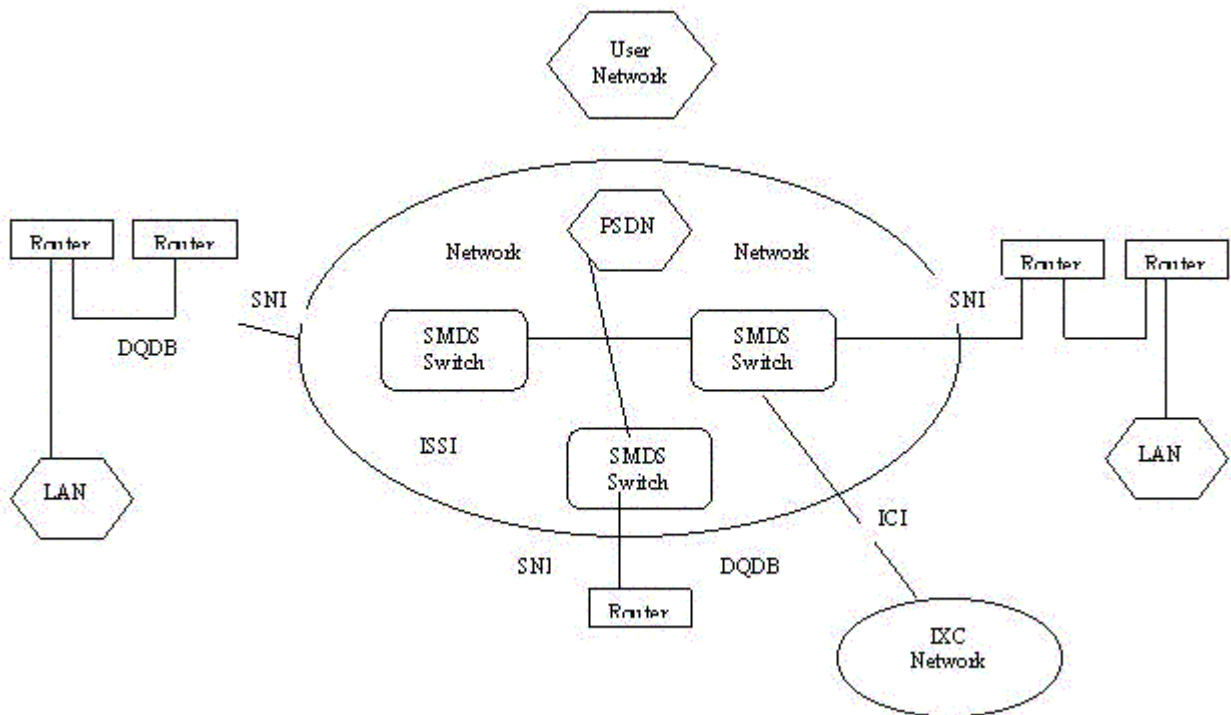 User
Network
PSDN
Router
Router
Network
Network
Router
Router
SNI
SNI
DQDB
SMDS
Switch
SMDS
Switch
ISSI
SMDS
Switch
LAN
LAN
ICI
SNI
DQDB
Router
IXC
Network